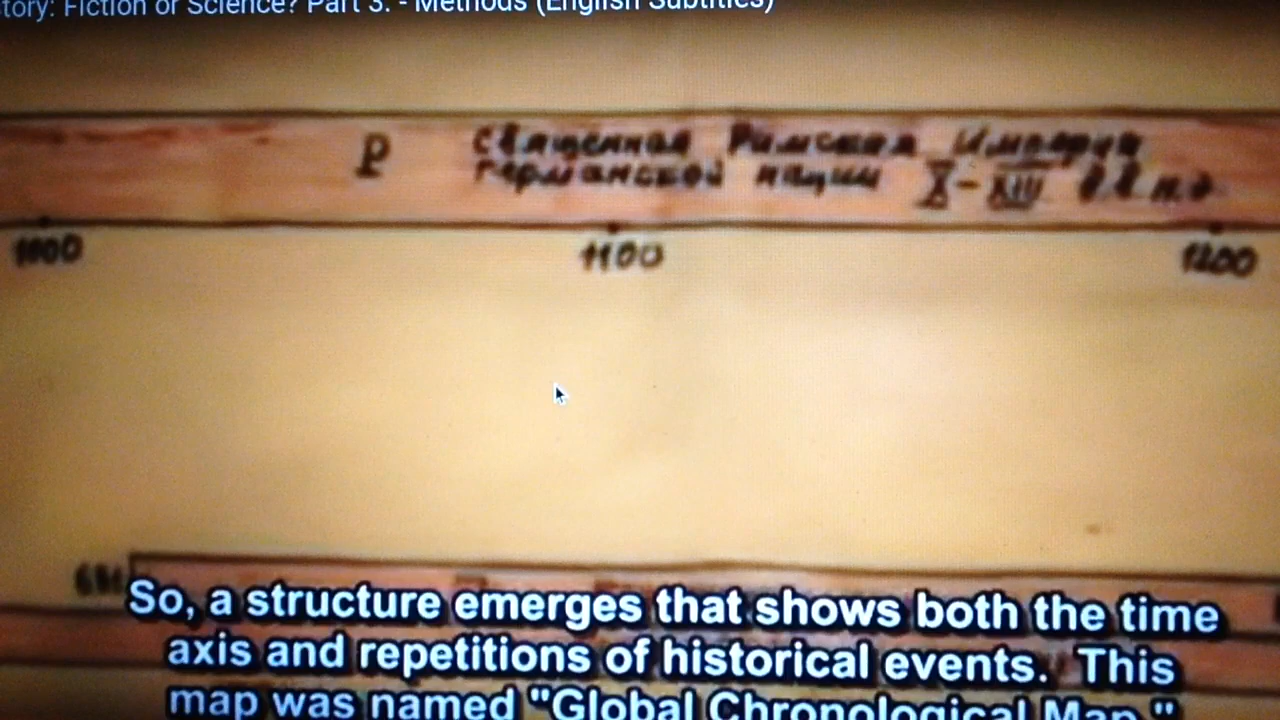 tory: Fiction or Science? Part 3. - Methods (English Subtitles)
Р Священная Римская Империя
Германской нации X-XIII вв н.э
1000 1100 1200
So, a structure emerges that shows both the time
axis and repetitions of historical events. This
map was named "Global Chronological Map."